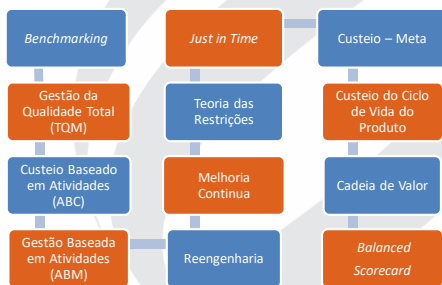 Benchmarking
Gestão da
Qualidade Total
(TQM)
Custeio Baseado
em Atividades
(ABC)
Gestão Baseada
em Atividades
(ABM)
Reengenharia
Melhoria
Continua
Teoria das
Restrições
Just in Time
Custeio – Meta
Custeio do Ciclo
de Vida do
Produto
Cadeia de Valor
Balanced
Scorecard